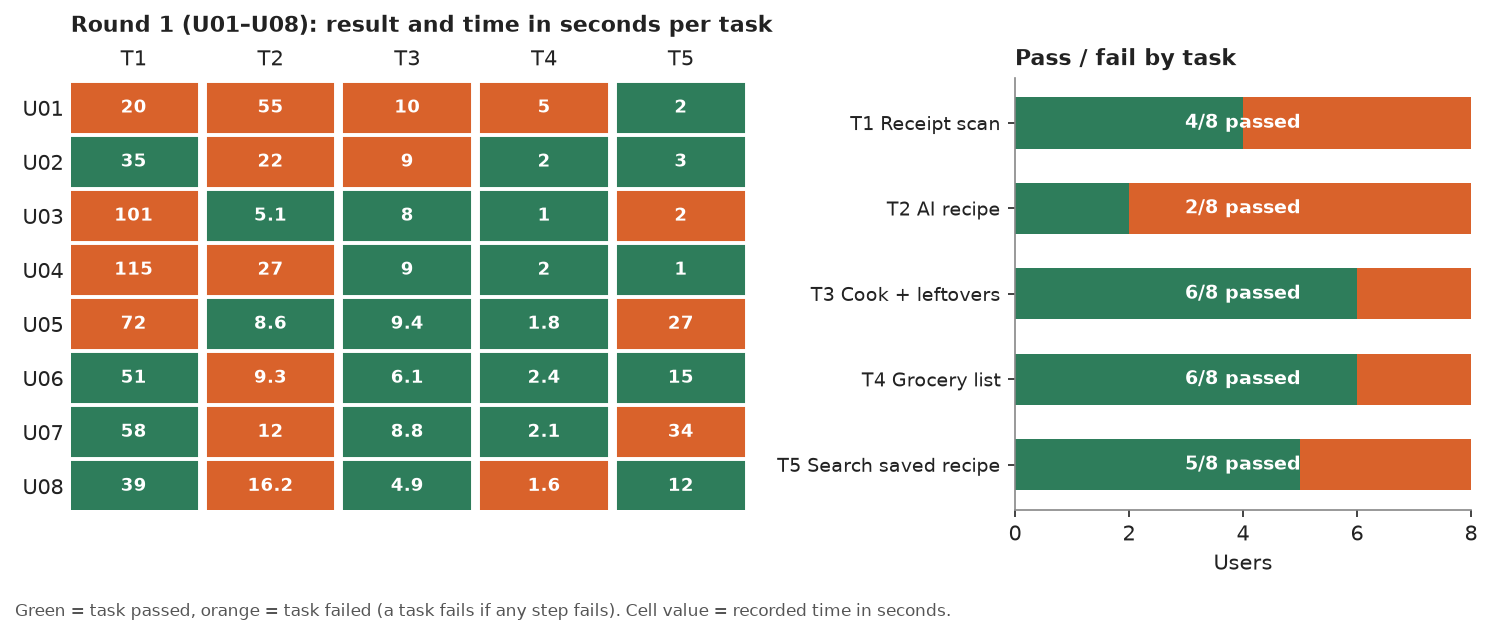 Round 1 (U01–U08): result and time in seconds per task
T1 T2 T3 T4 T5
U01 20 55 10 5 2
U02 35 22 9 2 3
U03 101 5.1 8 1 2
U04 115 27 9 2 1
U05 72 8.6 9.4 1.8 27
U06 51 9.3 6.1 2.4 15
U07 58 12 8.8 2.1 34
U08 39 16.2 4.9 1.6 12
Pass / fail by task
T1 Receipt scan 4/8 passed
T2 AI recipe 2/8 passed
T3 Cook + leftovers 6/8 passed
T4 Grocery list 6/8 passed
T5 Search saved recipe 5/8 passed
0 2 4 6 8
Users
Green = task passed, orange = task failed (a task fails if any step fails). Cell value = recorded time in seconds.